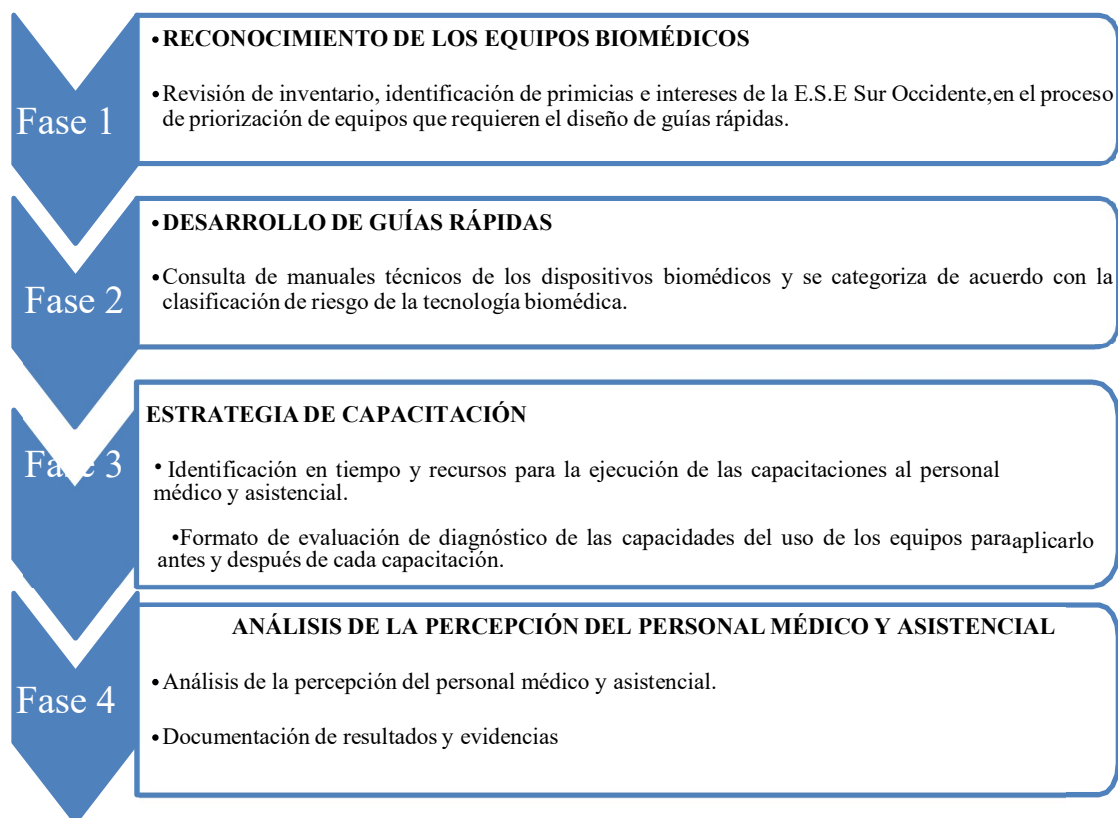 •RECONOCIMIENTO DE LOS EQUIPOS BIOMÉDICOS
Fase 1
•Revisión de inventario, identificación de primicias e intereses de la E.S.E Sur Occidente,en el proceso
de priorización de equipos que requieren el diseño de guías rápidas.
•DESARROLLO DE GUÍAS RÁPIDAS
Fase 2
•Consulta de manuales técnicos de los dispositivos biomédicos y se categoriza de acuerdo con la
clasificación de riesgo de la tecnología biomédica.
ESTRATEGIA DE CAPACITACIÓN
Fase 3
• Identificación en tiempo y recursos para la ejecución de las capacitaciones al personal
médico y asistencial.
•Formato de evaluación de diagnóstico de las capacidades del uso de los equipos para aplicarlo
antes y después de cada capacitación.
ANÁLISIS DE LA PERCEPCIÓN DEL PERSONAL MÉDICO Y ASISTENCIAL
Fase 4
•Análisis de la percepción del personal médico y asistencial.
•Documentación de resultados y evidencias